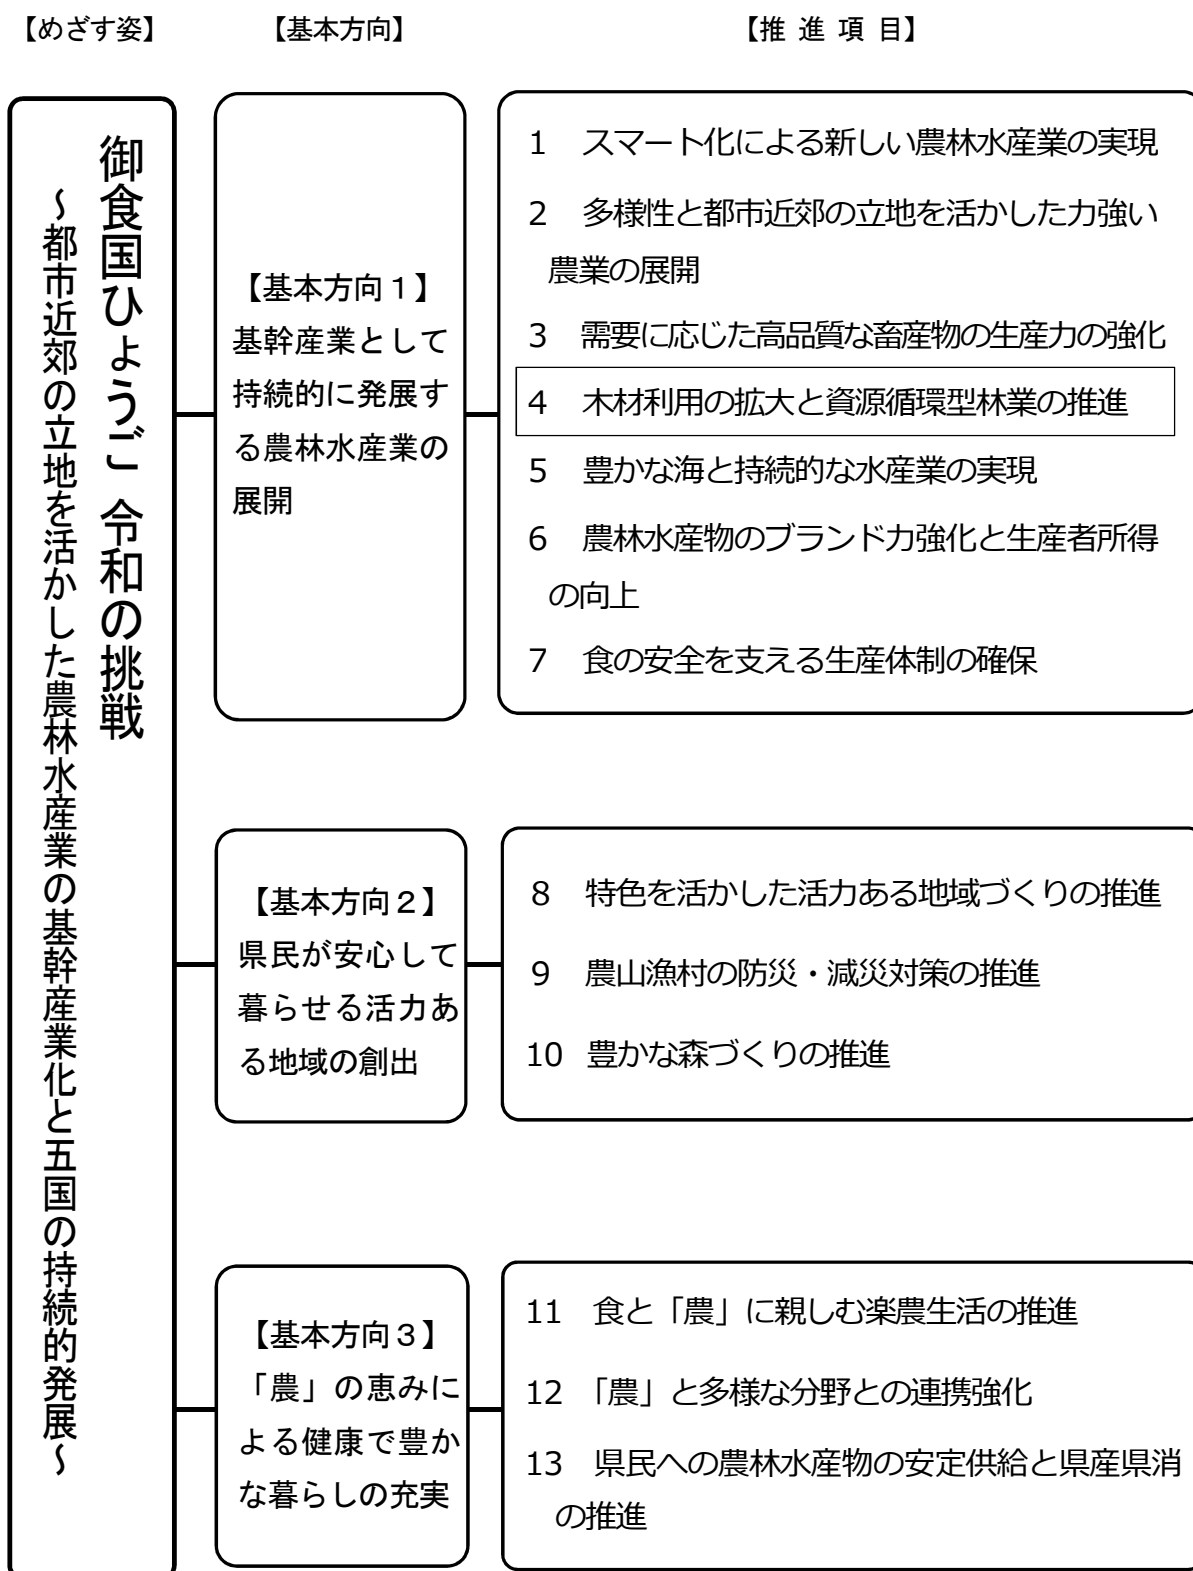 【めざす姿】
【基本方向】
【推 進 項 目】
御食国ひょうご 令和の挑戦
~都市近郊の立地を活かした農林水産業の基幹産業化と五国の持続的発展~
【基本方向１】
基幹産業として
持続的に発展す
る農林水産業の
展開
1 スマート化による新しい農林水産業の実現
2 多様性と都市近郊の立地を活かした力強い
農業の展開
3 需要に応じた高品質な畜産物の生産力の強化
4 木材利用の拡大と資源循環型林業の推進
5 豊かな海と持続的な水産業の実現
6 農林水産物のブランド力強化と生産者所得
の向上
7 食の安全を支える生産体制の確保
【基本方向２】
県民が安心して
暮らせる活力あ
る地域の創出
8 特色を活かした活力ある地域づくりの推進
9 農山漁村の防災・減災対策の推進
10 豊かな森づくりの推進
【基本方向３】
「農」の恵みに
よる健康で豊か
な暮らしの充実
11 食と「農」に親しむ楽農生活の推進
12 「農」と多様な分野との連携強化
13 県民への農林水産物の安定供給と県産県消
の推進